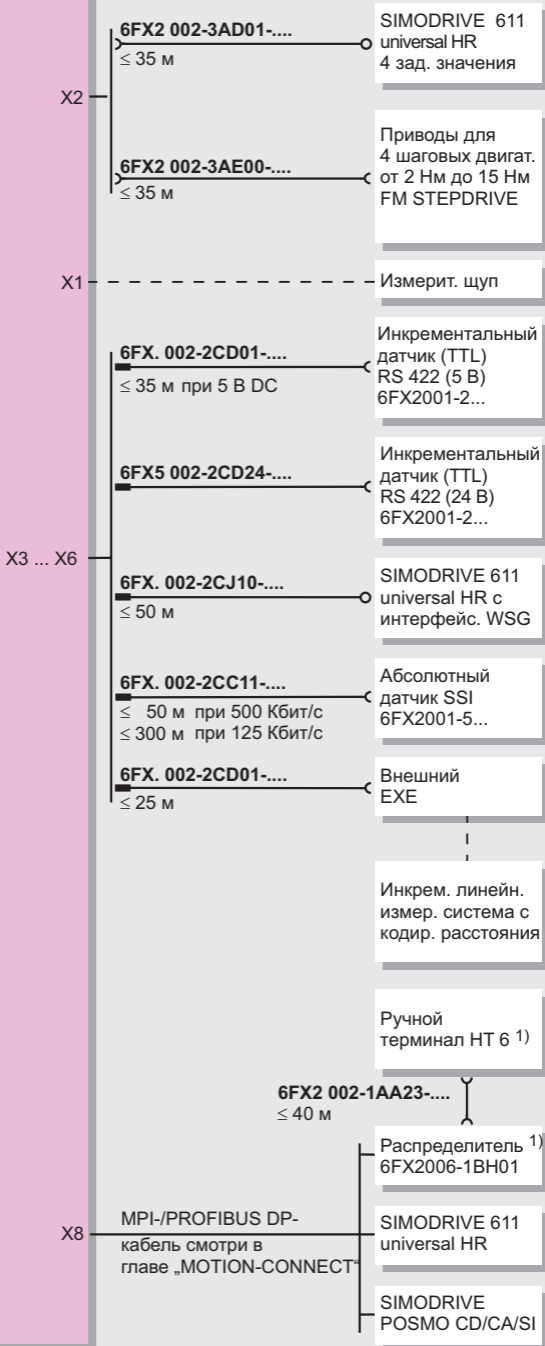 6FX2 002-3AD01-....
≤ 35 м
SIMODRIVE 611
universal HR
4 зад. значения
X2
6FX2 002-3AE00-....
≤ 35 м
Приводы для
4 шаговых двигат.
от 2 Нм до 15 Нм
FM STEPDRIVE
X1
Измерит. щуп
6FX. 002-2CD01-....
≤ 35 м при 5 В DC
Инкрементальный
датчик (TTL)
RS 422 (5 В)
6FX2001-2...
6FX5 002-2CD24-....
Инкрементальный
датчик (TTL)
RS 422 (24 В)
6FX2001-2...
X3 ... X6
6FX. 002-2CJ10-....
≤ 50 м
SIMODRIVE 611
universal HR с
интерфейс. WSG
6FX. 002-2CC11-....
≤ 50 м при 500 Кбит/с
≤ 300 м при 125 Кбит/с
Абсолютный
датчик SSI
6FX2001-5...
6FX. 002-2CD01-....
≤ 25 м
Внешний
EXE
Инкрем. линейн.
измер. система с
кодир. расстояния
Ручной
терминал HT 6 1)
6FX2 002-1AA23-....
≤ 40 м
Распределитель 1)
6FX2006-1BH01
X8
MPI-/PROFIBUS DP-
кабель смотри в
главе „MOTION-CONNECT“
SIMODRIVE 611
universal HR
SIMODRIVE
POSMO CD/CA/SI